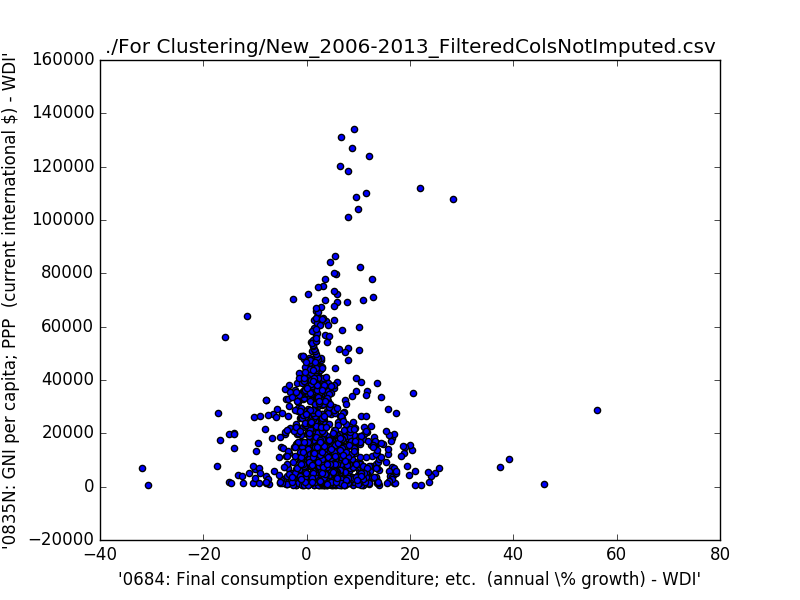 ./For Clustering/New_2006-2013_FilteredColsNotImputed.csv
'0835N: GNI per capita; PPP  (current international $) - WDI'
160000
140000
120000
100000
80000
60000
40000
20000
0
−20000
−40 −20 0 20 40 60 80
'0684: Final consumption expenditure; etc.  (annual \% growth) - WDI'